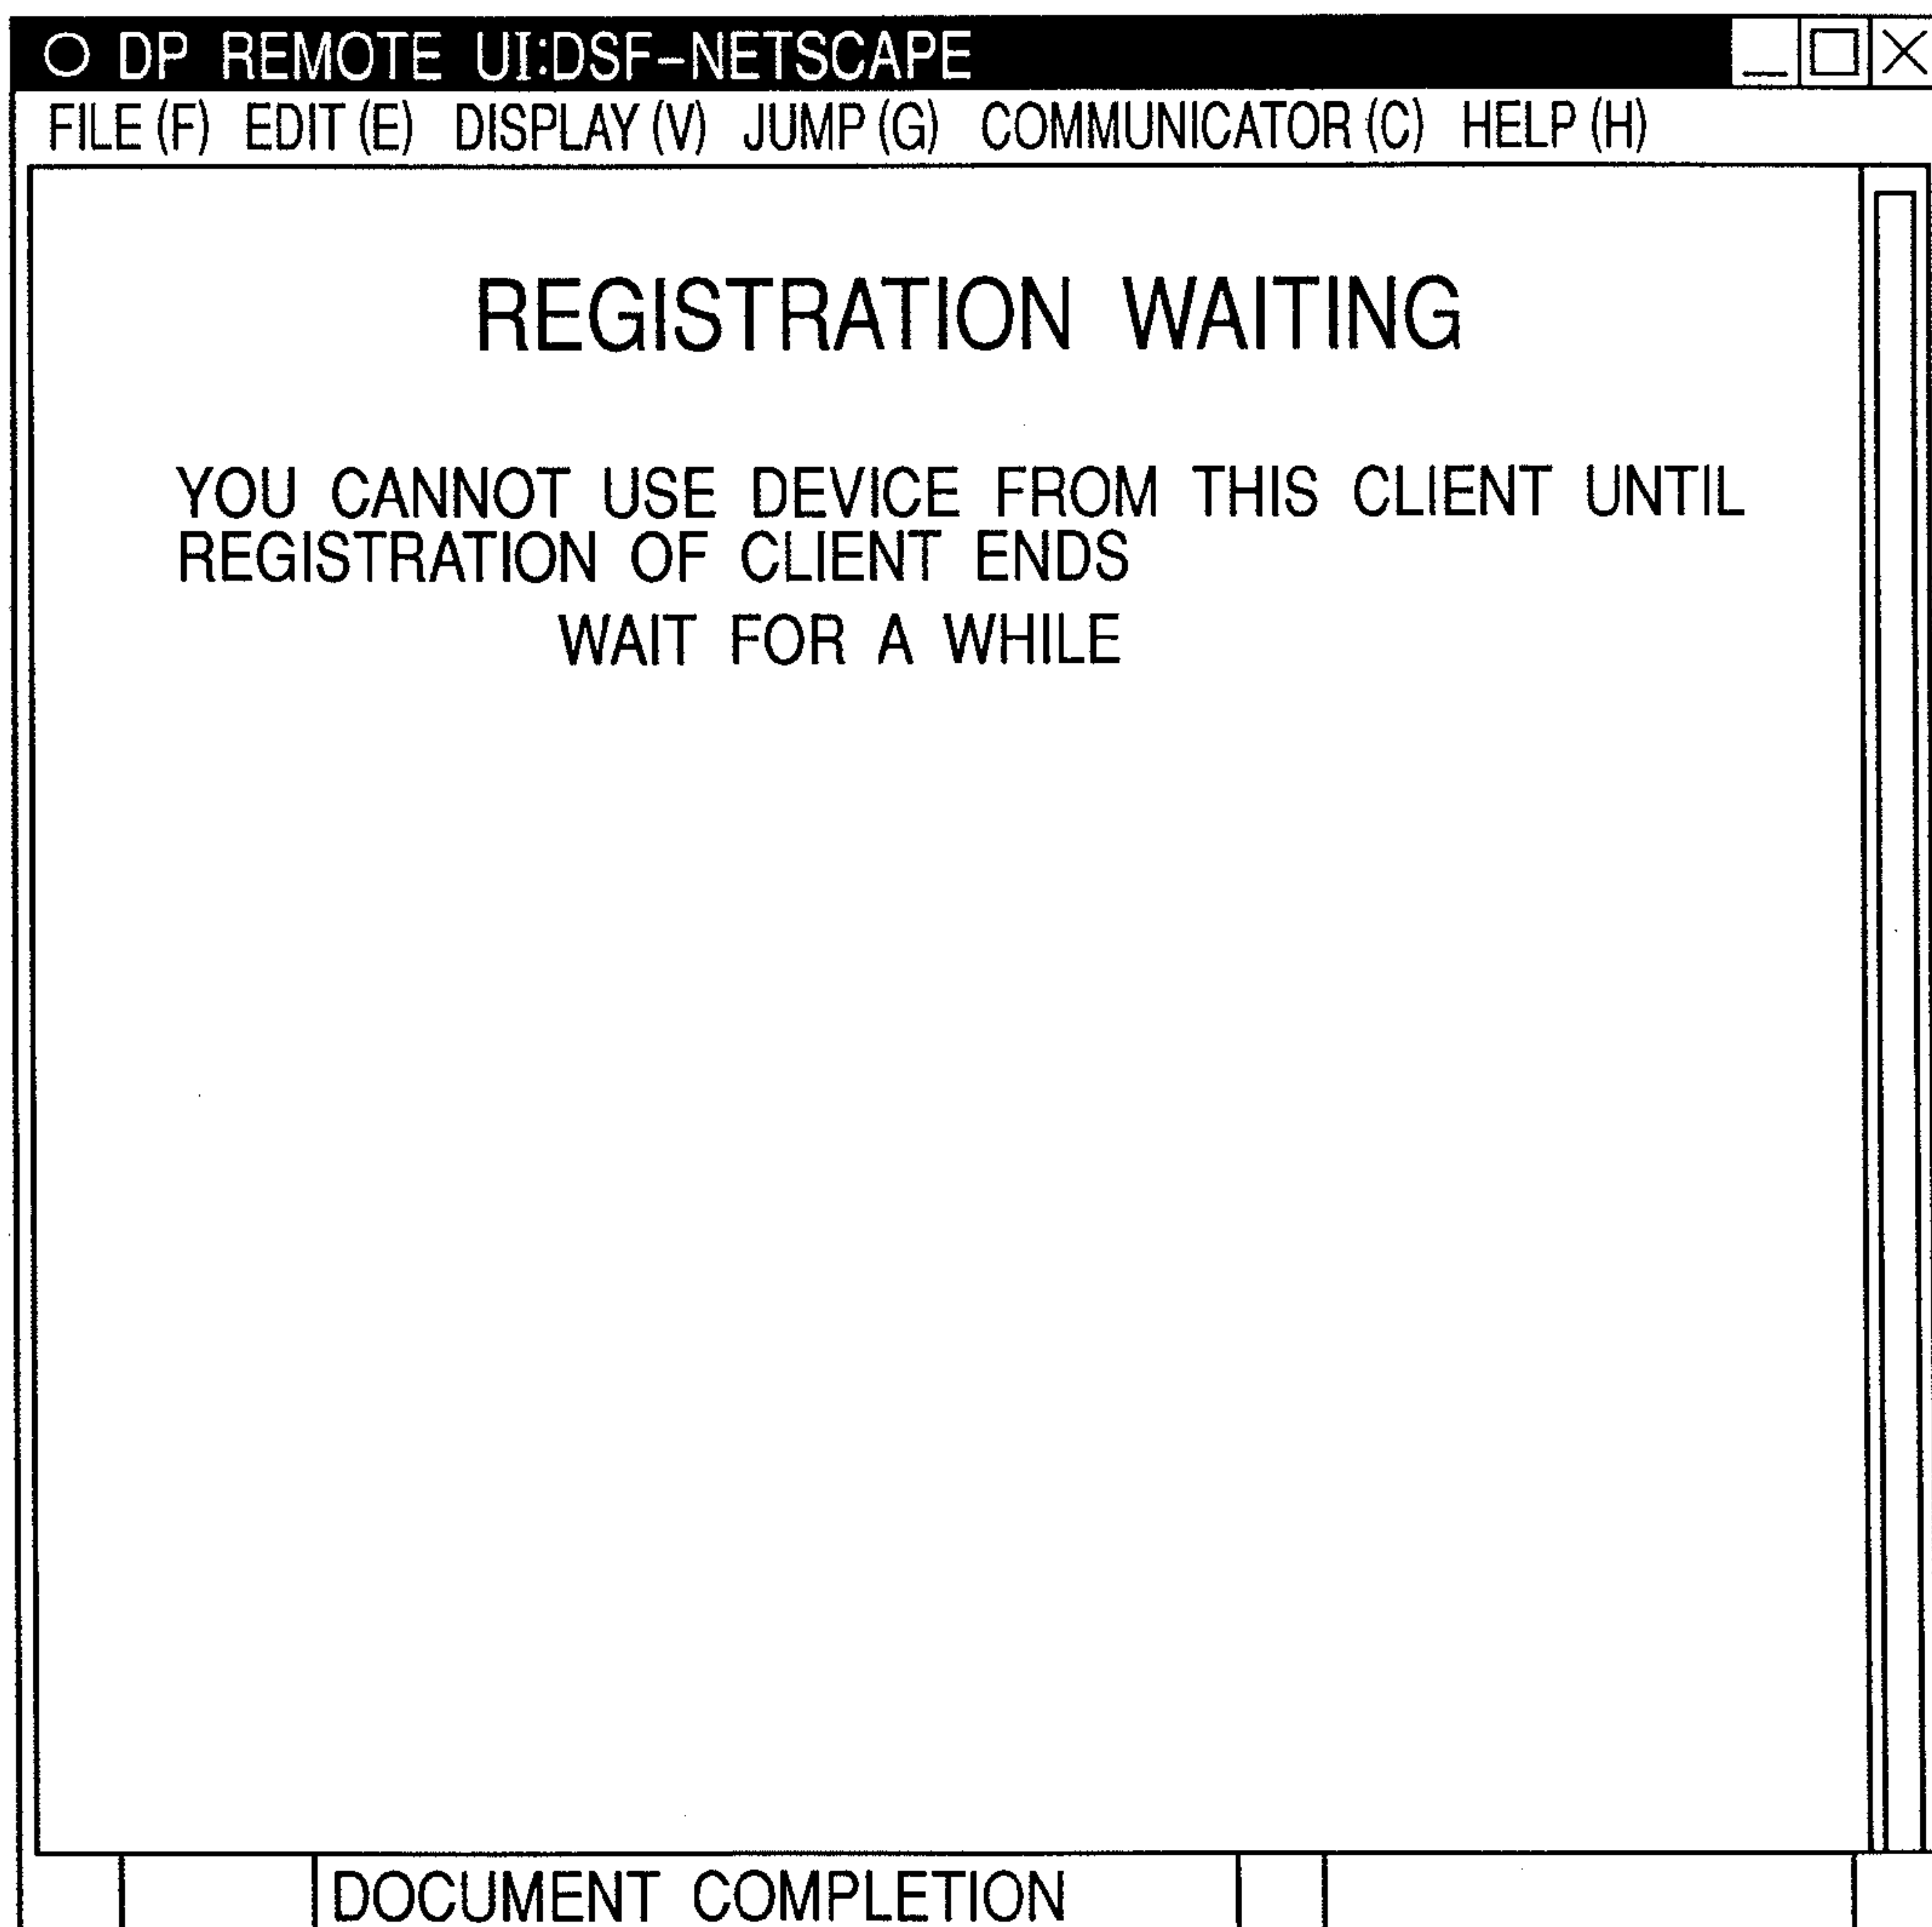 DP REMOTE UI:DSF-NETSCAPE
FILE (F) EDIT (E) DISPLAY (V) JUMP (G) COMMUNICATOR (C) HELP (H)
REGISTRATION WAITING
YOU CANNOT USE DEVICE FROM THIS CLIENT UNTIL
REGISTRATION OF CLIENT ENDS
WAIT FOR A WHILE
DOCUMENT COMPLETION